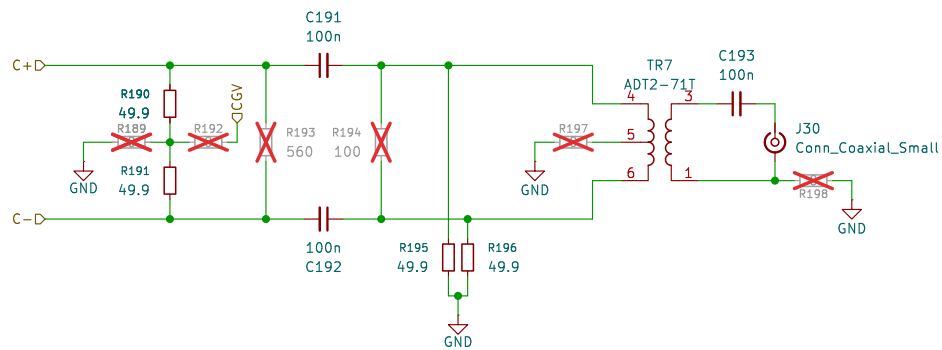 C191
100n
C+
R190
49.9
CGV
R189
R192
R193
560
R194
100
GND
R191
49.9
C-
100n
C192
R195
49.9
R196
49.9
GND
R197
GND
TR7
ADT2-71T
4
3
5
6
1
C193
100n
J30
Conn_Coaxial_Small
R198
GND